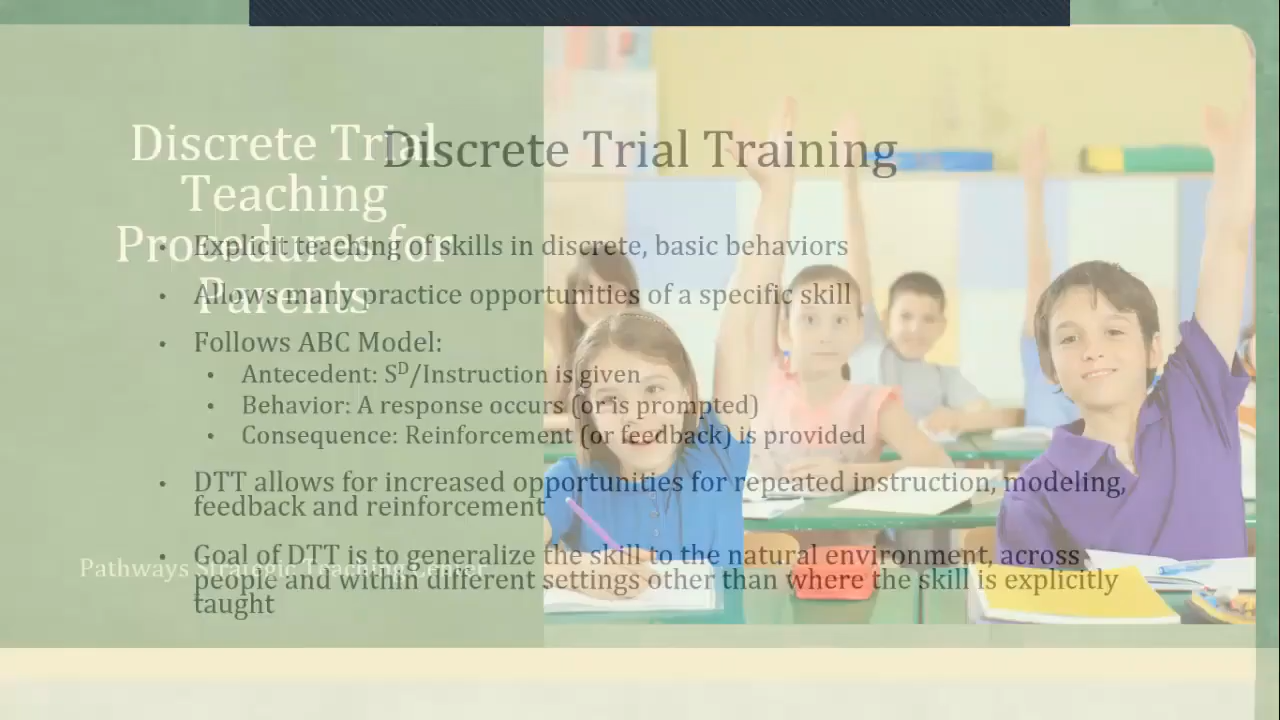 Discrete Trial
Teaching
Procedures for
Parents
Pathways Strategic Teaching Center
Discrete Trial Training
• Explicit teaching of skills in discrete, basic behaviors
• Allows many practice opportunities of a specific skill
• Follows ABC Model:
• Antecedent: Sᴰ/Instruction is given
• Behavior: A response occurs (or is prompted)
• Consequence: Reinforcement (or feedback) is provided
• DTT allows for increased opportunities for repeated instruction, modeling,
feedback and reinforcement
• Goal of DTT is to generalize the skill to the natural environment, across
people and within different settings other than where the skill is explicitly
taught